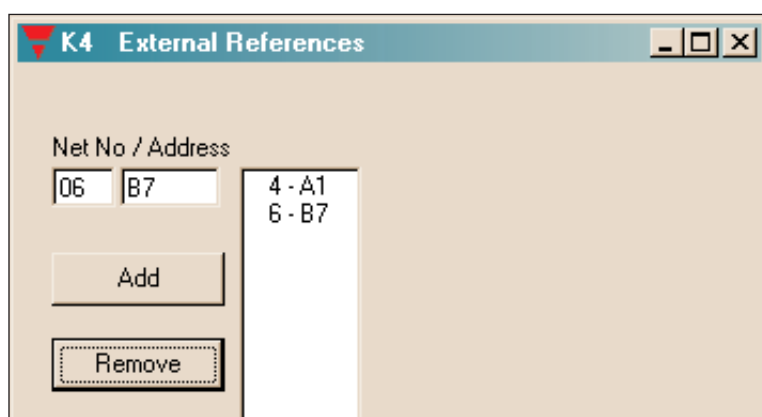 K4 External References
Net No / Address
06 B7
4 - A1
6 - B7
Add
Remove